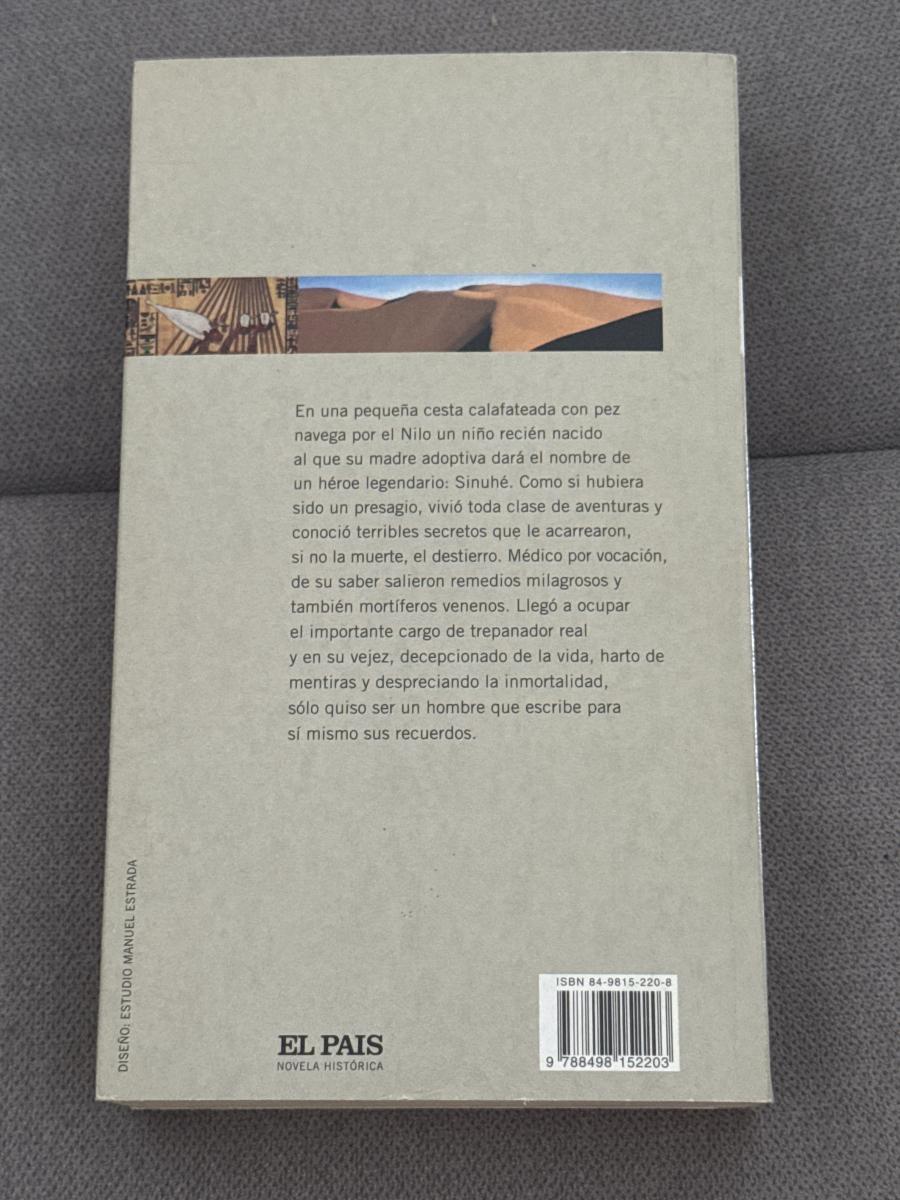 En una pequeña cesta calafateada con pez
navega por el Nilo un niño recién nacido
al que su madre adoptiva dará el nombre de
un héroe legendario: Sinuhé. Como si hubiera
sido un presagio, vivió toda clase de aventuras y
conoció terribles secretos que le acarrearon,
si no la muerte, el destierro. Médico por vocación,
de su saber salieron remedios milagrosos y
también mortíferos venenos. Llegó a ocupar
el importante cargo de trepanador real
y en su vejez, decepcionado de la vida, harto de
mentiras y despreciando la inmortalidad,
sólo quiso ser un hombre que escribe para
sí mismo sus recuerdos.
DISEÑO: ESTUDIO MANUEL ESTRADA
EL PAIS
NOVELA HISTÓRICA
ISBN 84-9815-220-8
9 788498 152203